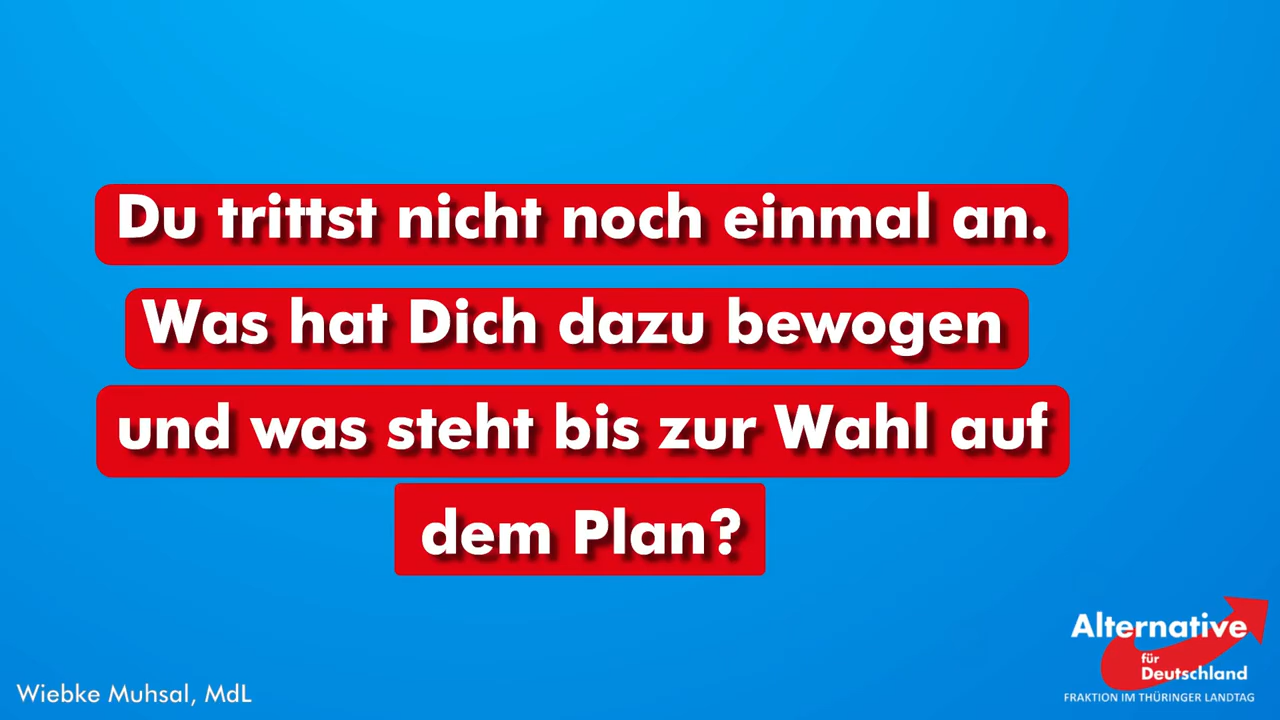 Du trittst nicht noch einmal an.
Was hat Dich dazu bewogen
und was steht bis zur Wahl auf
dem Plan?
Alternative
für
Deutschland
FRAKTION IM THÜRINGER LANDTAG
Wiebke Muhsal, MdL